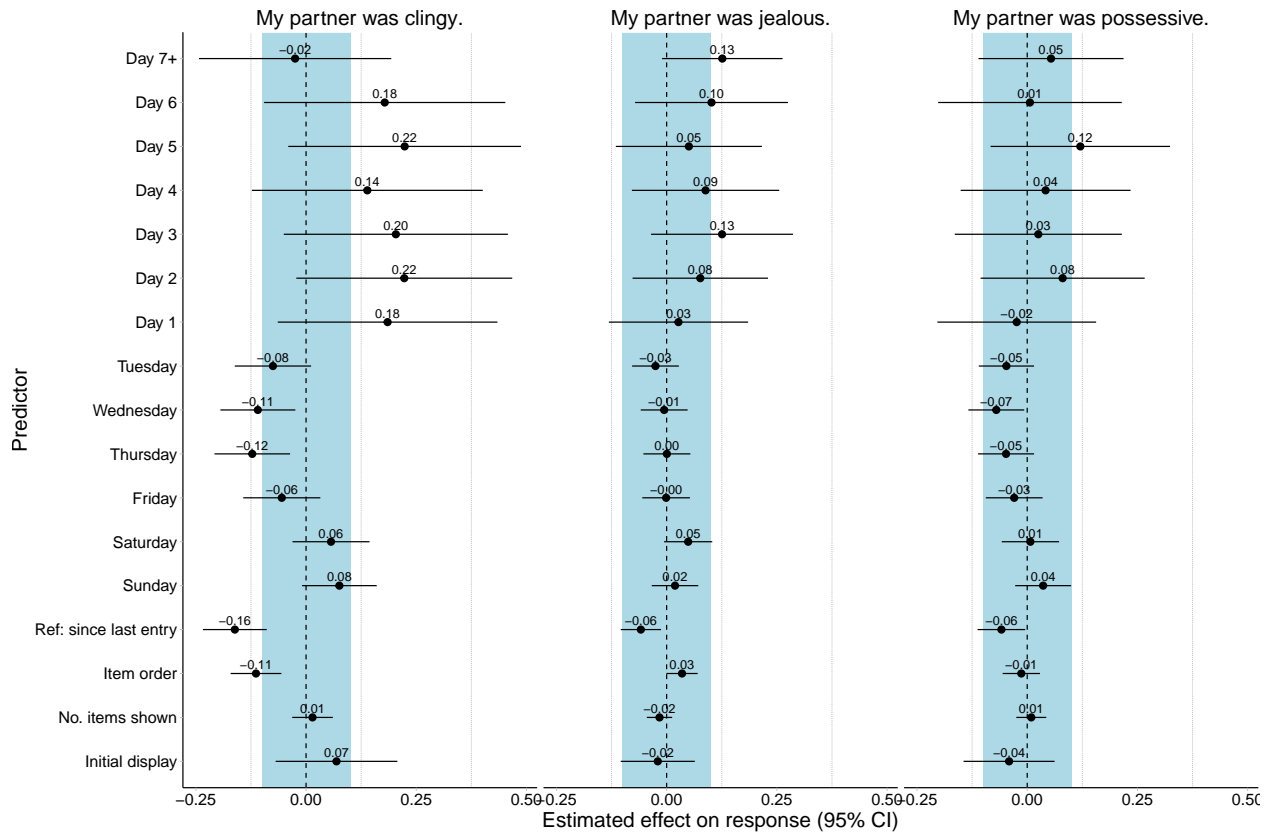 My partner was clingy. My partner was jealous. My partner was possessive.
Predictor
Day 7+ −0.02 0.13 0.05
Day 6 0.18 0.10 0.01
Day 5 0.22 0.05 0.12
Day 4 0.14 0.09 0.04
Day 3 0.20 0.13 0.03
Day 2 0.22 0.08 0.08
Day 1 0.18 0.03 −0.02
Tuesday −0.08 −0.03 −0.05
Wednesday −0.11 −0.01 −0.07
Thursday −0.12 0.00 −0.05
Friday −0.06 −0.00 −0.03
Saturday 0.06 0.05 0.01
Sunday 0.08 0.02 0.04
Ref: since last entry −0.16 −0.06 −0.06
Item order −0.11 0.03 −0.01
No. items shown 0.01 −0.02 0.01
Initial display 0.07 −0.02 −0.04
−0.25 0.00 0.25 0.50 −0.25 0.00 0.25 0.50 −0.25 0.00 0.25
Estimated effect on response (95% CI)